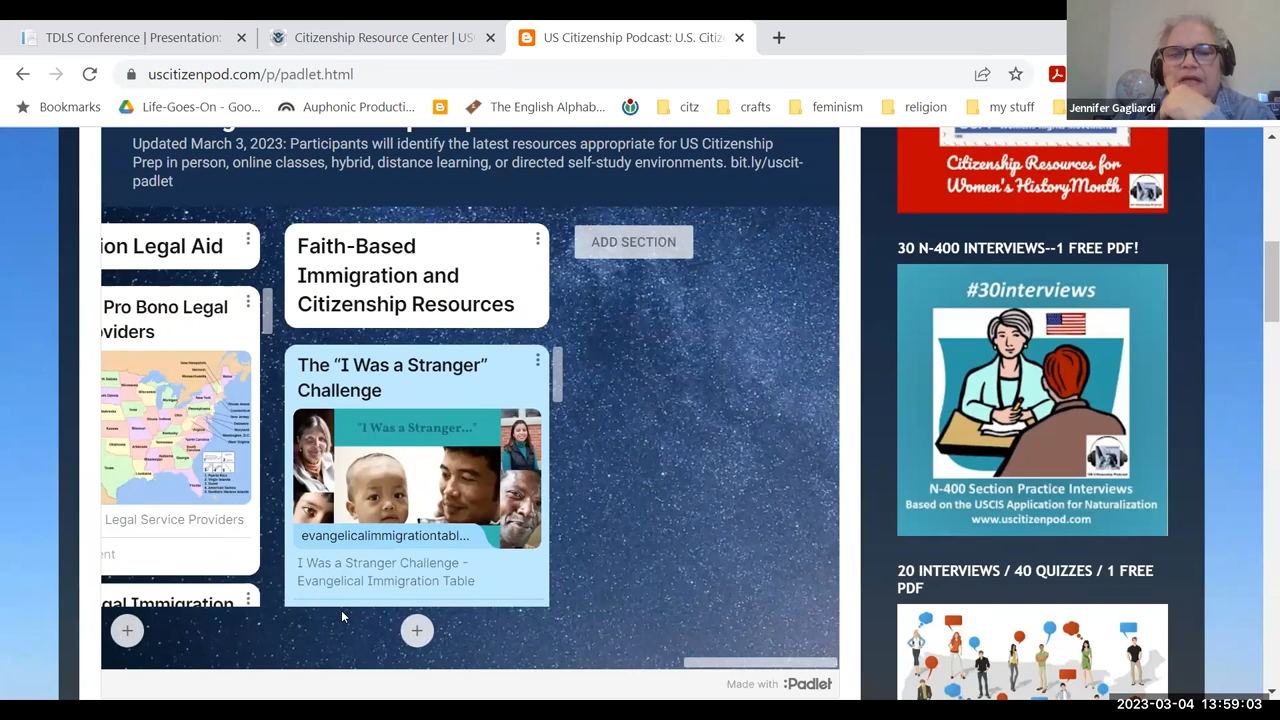 TDLS Conference | Presentation:
Citizenship Resource Center | US
US Citizenship Podcast: U.S. Citiz
uscitizenpod.com/p/padlet.html
Bookmarks
Life-Goes-On - Goo...
Auphonic Producti...
The English Alphab...
citz
crafts
feminism
religion
my stuff
Jennifer Gagliardi
Updated March 3, 2023: Participants will identify the latest resources appropriate for US Citizenship
Prep in person, online classes, hybrid, distance learning, or directed self-study environments. bit.ly/uscit-
padlet
ion Legal Aid
Pro Bono Legal
oviders
Legal Service Providers
ent
gal Immigration
Faith-Based
Immigration and
Citizenship Resources
ADD SECTION
The “I Was a Stranger”
Challenge
"I Was a Stranger..."
evangelicalimmigrationtabl...
I Was a Stranger Challenge -
Evangelical Immigration Table
Made with :Padlet
Citizenship Resources for
Women's History Month
30 N-400 INTERVIEWS--1 FREE PDF!
#30interviews
N-400 Section Practice Interviews
Based on the USCIS Application for Naturalization
www.uscitizenpod.com
20 INTERVIEWS / 40 QUIZZES / 1 FREE
PDF
2023-03-04 13:59:03